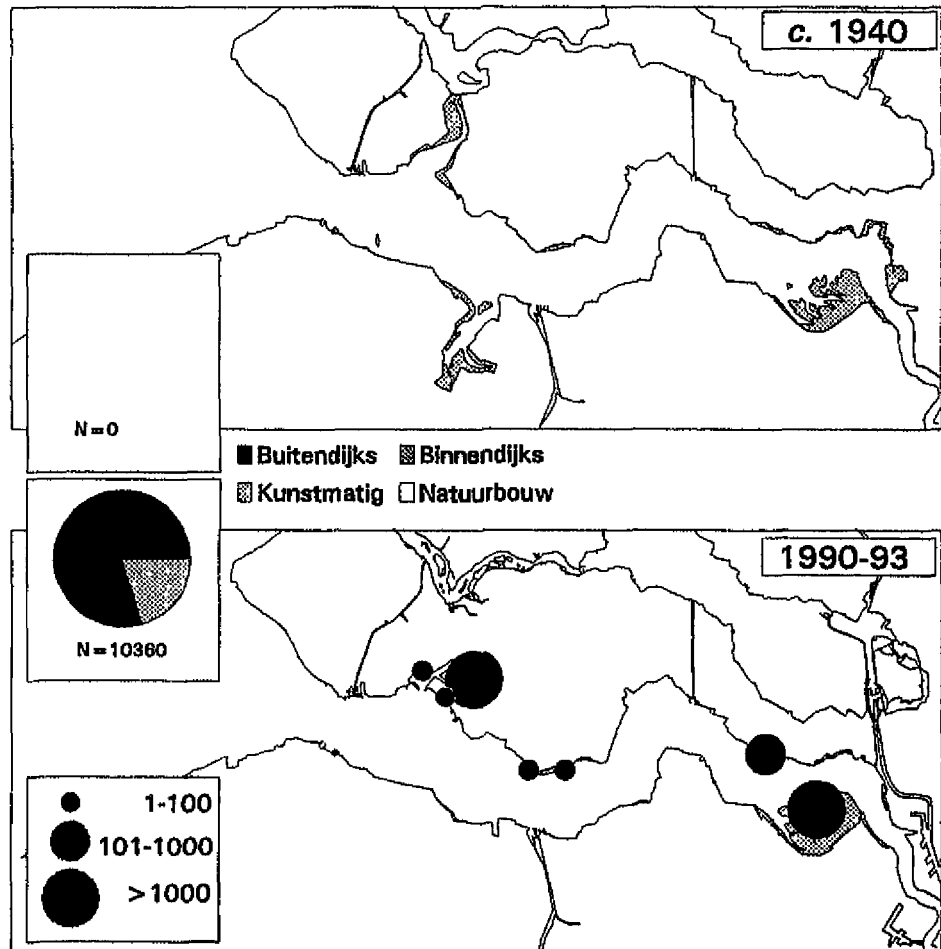 c. 1940
N=0
Buitendijks Binnendijks
Kunstmatig Natuurbouw
1990-93
N=10360
1-100
101-1000
>1000